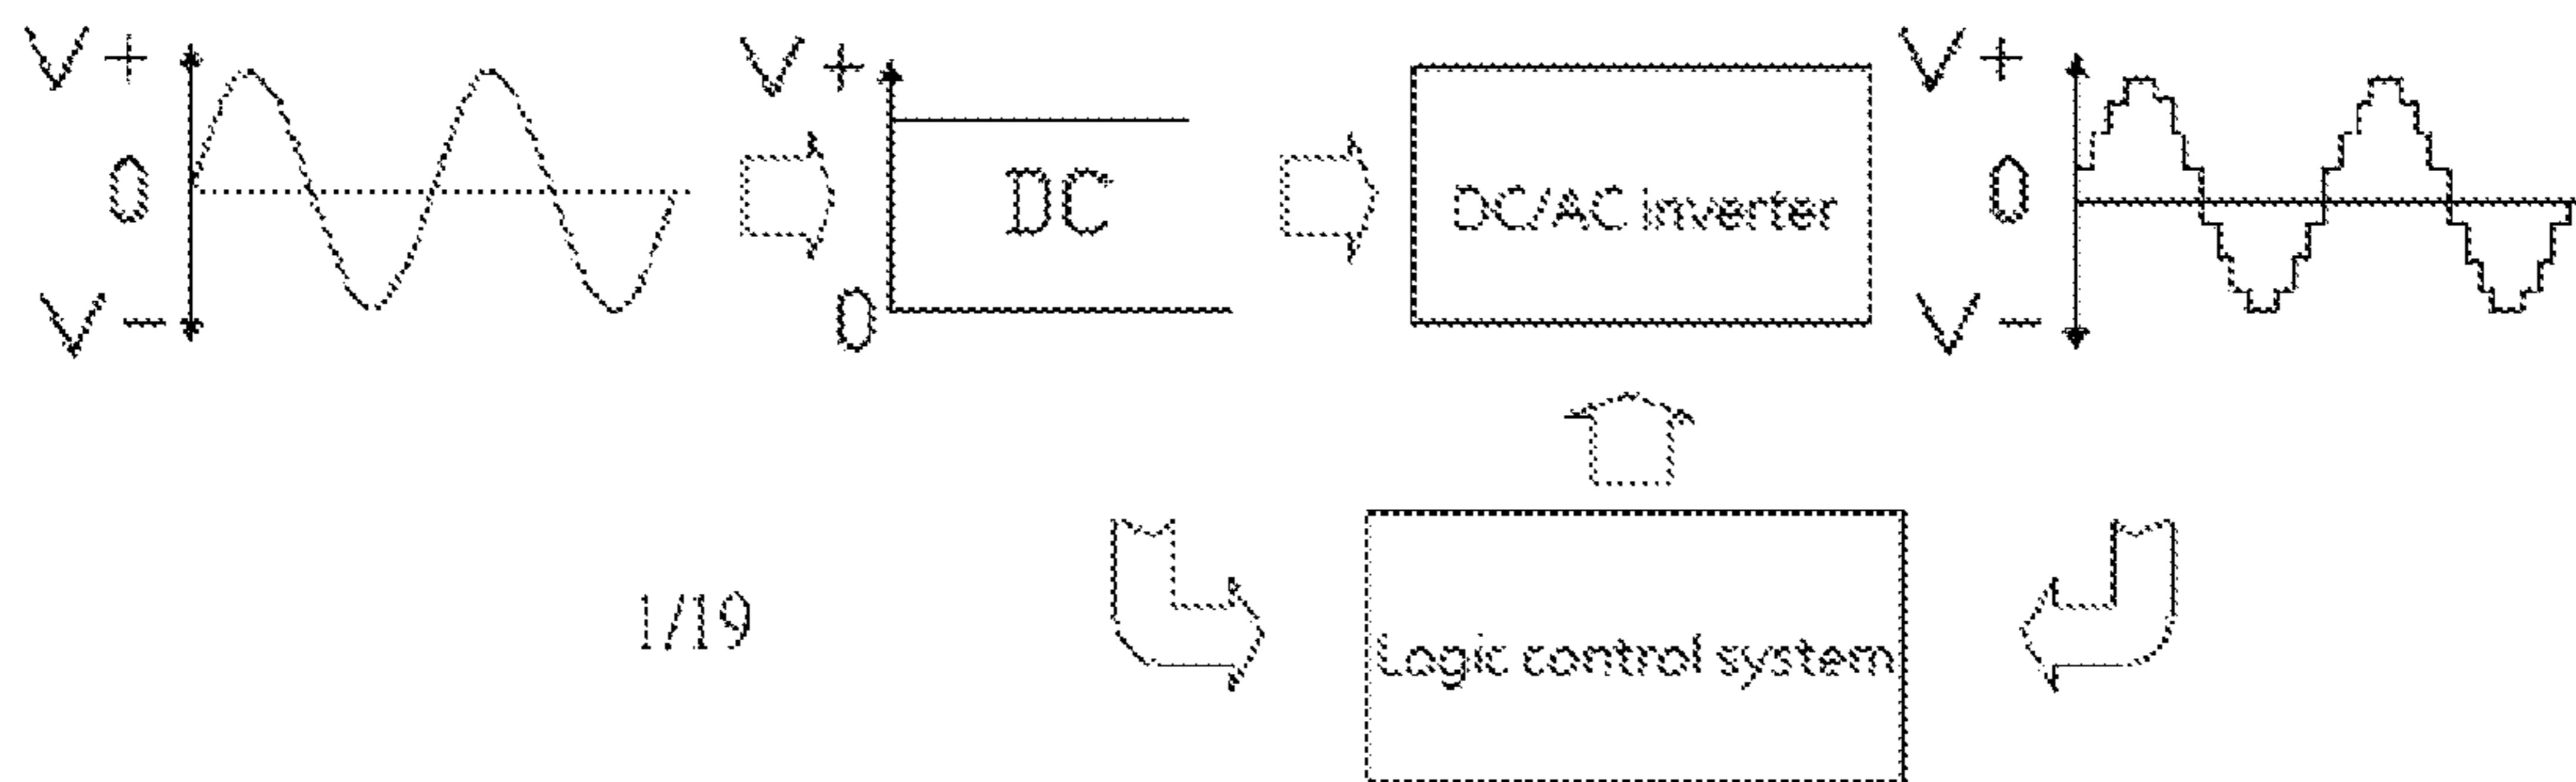 V+
0
V−
V+
DC
0
DC/AC inverter
V+
0
V−
1/19
Logic control system